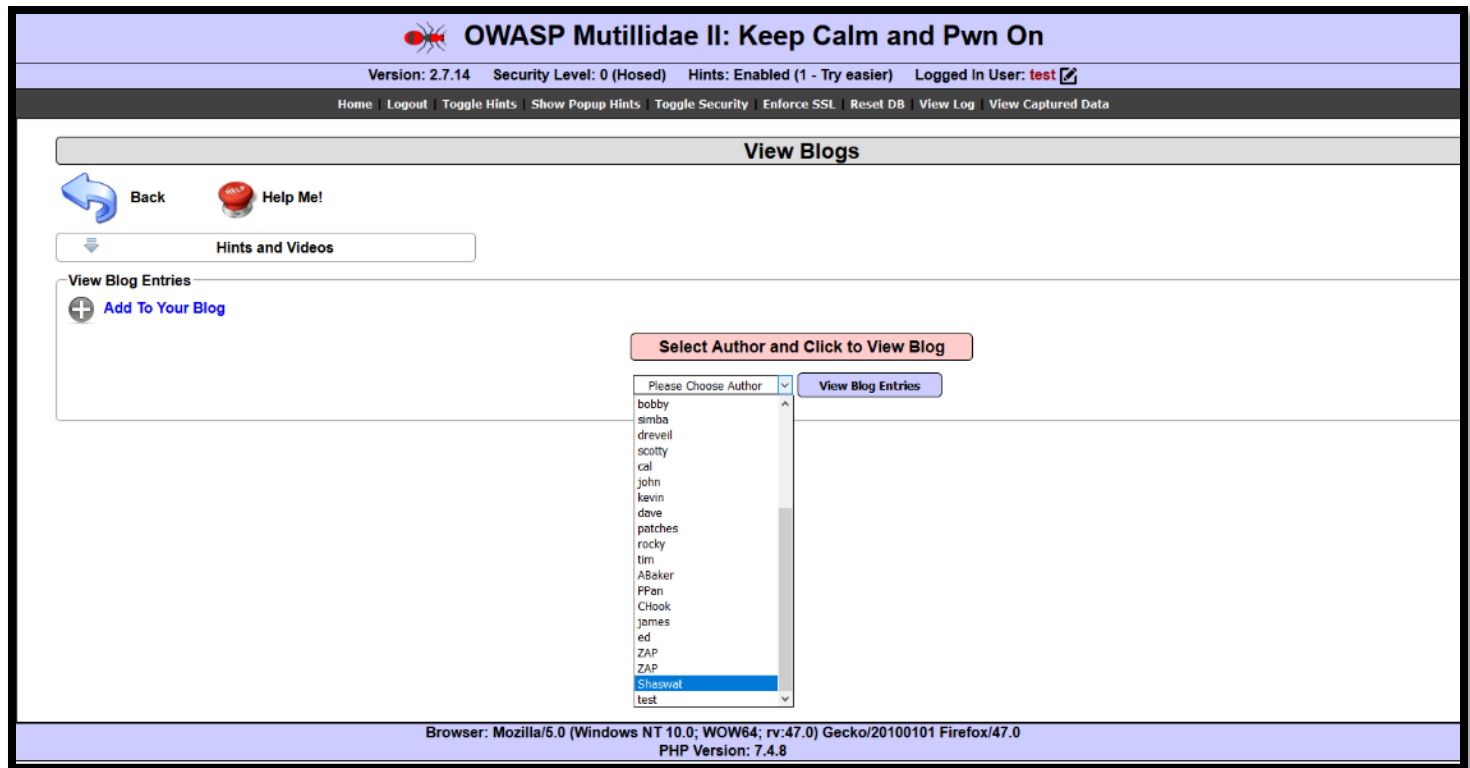 OWASP Mutillidae II: Keep Calm and Pwn On
Version: 2.7.14 Security Level: 0 (Hosed) Hints: Enabled (1 - Try easier) Logged In User: test
Home | Logout | Toggle Hints | Show Popup Hints | Toggle Security | Enforce SSL | Reset DB | View Log | View Captured Data
View Blogs
Back HELP Help Me!
Hints and Videos
View Blog Entries
Add To Your Blog
Select Author and Click to View Blog
Please Choose Author View Blog Entries
bobby
simba
dreveil
scotty
cal
john
kevin
dave
patches
rocky
tim
ABaker
PPan
CHook
james
ed
ZAP
ZAP
Shaswat
test
Browser: Mozilla/5.0 (Windows NT 10.0; WOW64; rv:47.0) Gecko/20100101 Firefox/47.0
PHP Version: 7.4.8